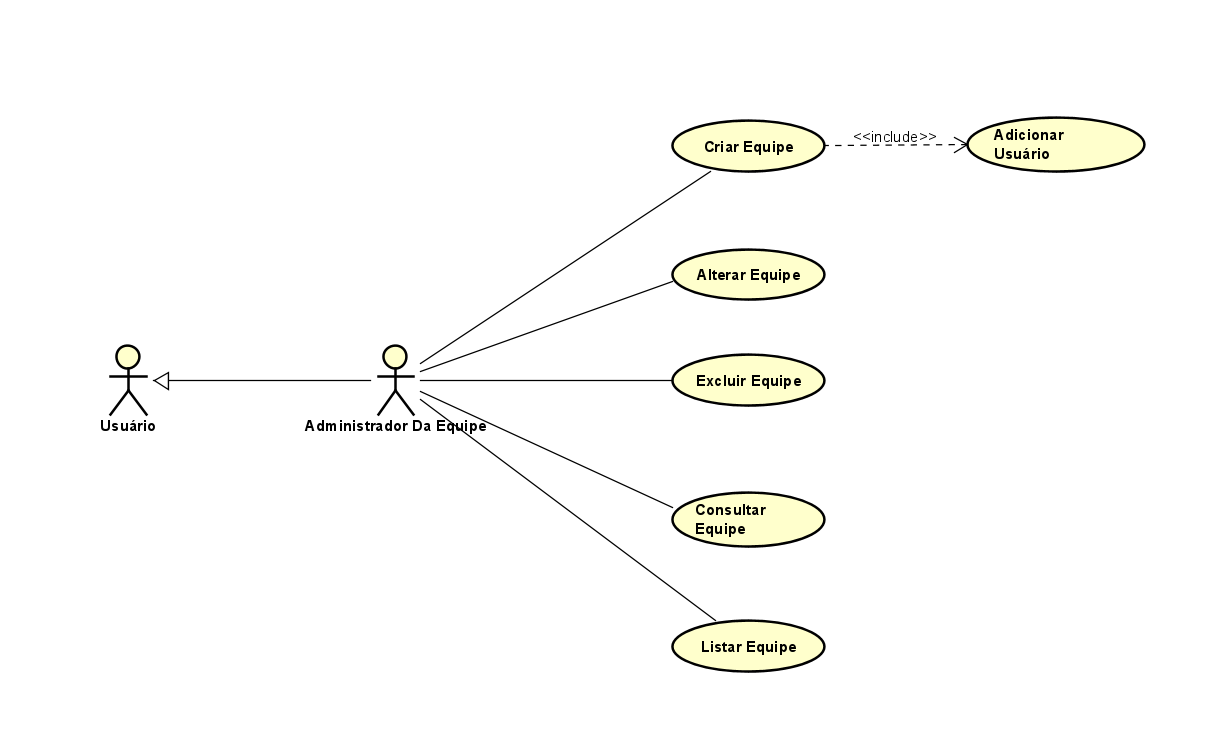 Criar Equipe
<<include>>
Adicionar
Usuário
Alterar Equipe
Excluir Equipe
Usuário
Administrador Da Equipe
Consultar
Equipe
Listar Equipe